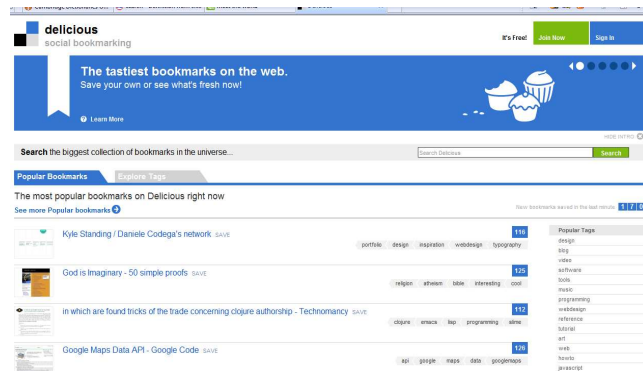 delicious
social bookmarking
It's Free!
Join Now
Sign In
The tastiest bookmarks on the web.
Save your own or see what's fresh now!
Learn More
HIDE INTRO
Search the biggest collection of bookmarks in the universe...
Search Delicious
Search
Popular Bookmarks
Explore Tags
The most popular bookmarks on Delicious right now
See more Popular bookmarks
New bookmarks saved in the last minute 1 7 0
Kyle Standing / Daniele Codega's network SAVE
116
portfolio design inspiration webdesign typography
God is Imaginary - 50 simple proofs SAVE
125
religion atheism bible interesting cool
in which are found tricks of the trade concerning clojure authorship - Technomancy SAVE
112
clojure emacs lisp programming slime
Google Maps Data API - Google Code SAVE
126
api google maps data googlemaps
Popular Tags
design
blog
video
software
tools
music
programming
webdesign
reference
tutorial
art
web
howto
javascript